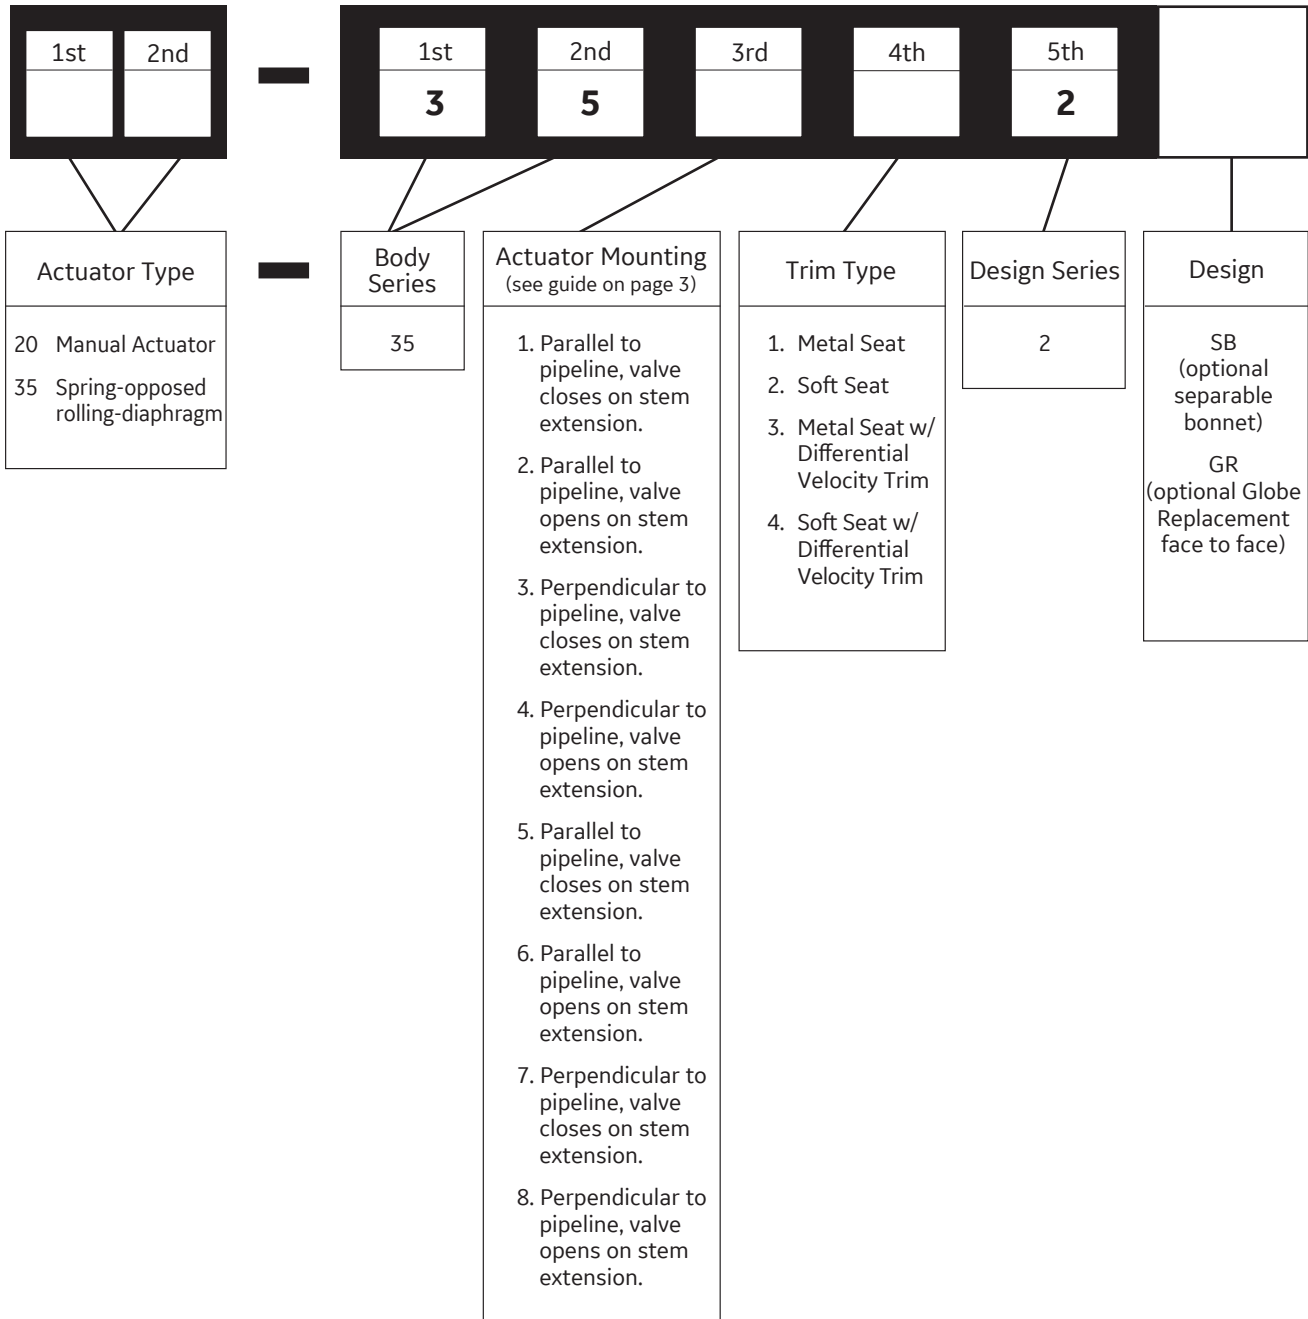 1st 2nd 1st 2nd 3rd 4th 5th
3 5 2
Actuator Type
20 Manual Actuator
35 Spring-opposed
rolling-diaphragm
Body
Series
35
Actuator Mounting
(see guide on page 3)
1. Parallel to
pipeline, valve
closes on stem
extension.
2. Parallel to
pipeline, valve
opens on stem
extension.
3. Perpendicular to
pipeline, valve
closes on stem
extension.
4. Perpendicular to
pipeline, valve
opens on stem
extension.
5. Parallel to
pipeline, valve
closes on stem
extension.
6. Parallel to
pipeline, valve
opens on stem
extension.
7. Perpendicular to
pipeline, valve
closes on stem
extension.
8. Perpendicular to
pipeline, valve
opens on stem
extension.
Trim Type
1. Metal Seat
2. Soft Seat
3. Metal Seat w/
Differential
Velocity Trim
4. Soft Seat w/
Differential
Velocity Trim
Design Series
2
Design
SB
(optional
separable
bonnet)
GR
(optional Globe
Replacement
face to face)